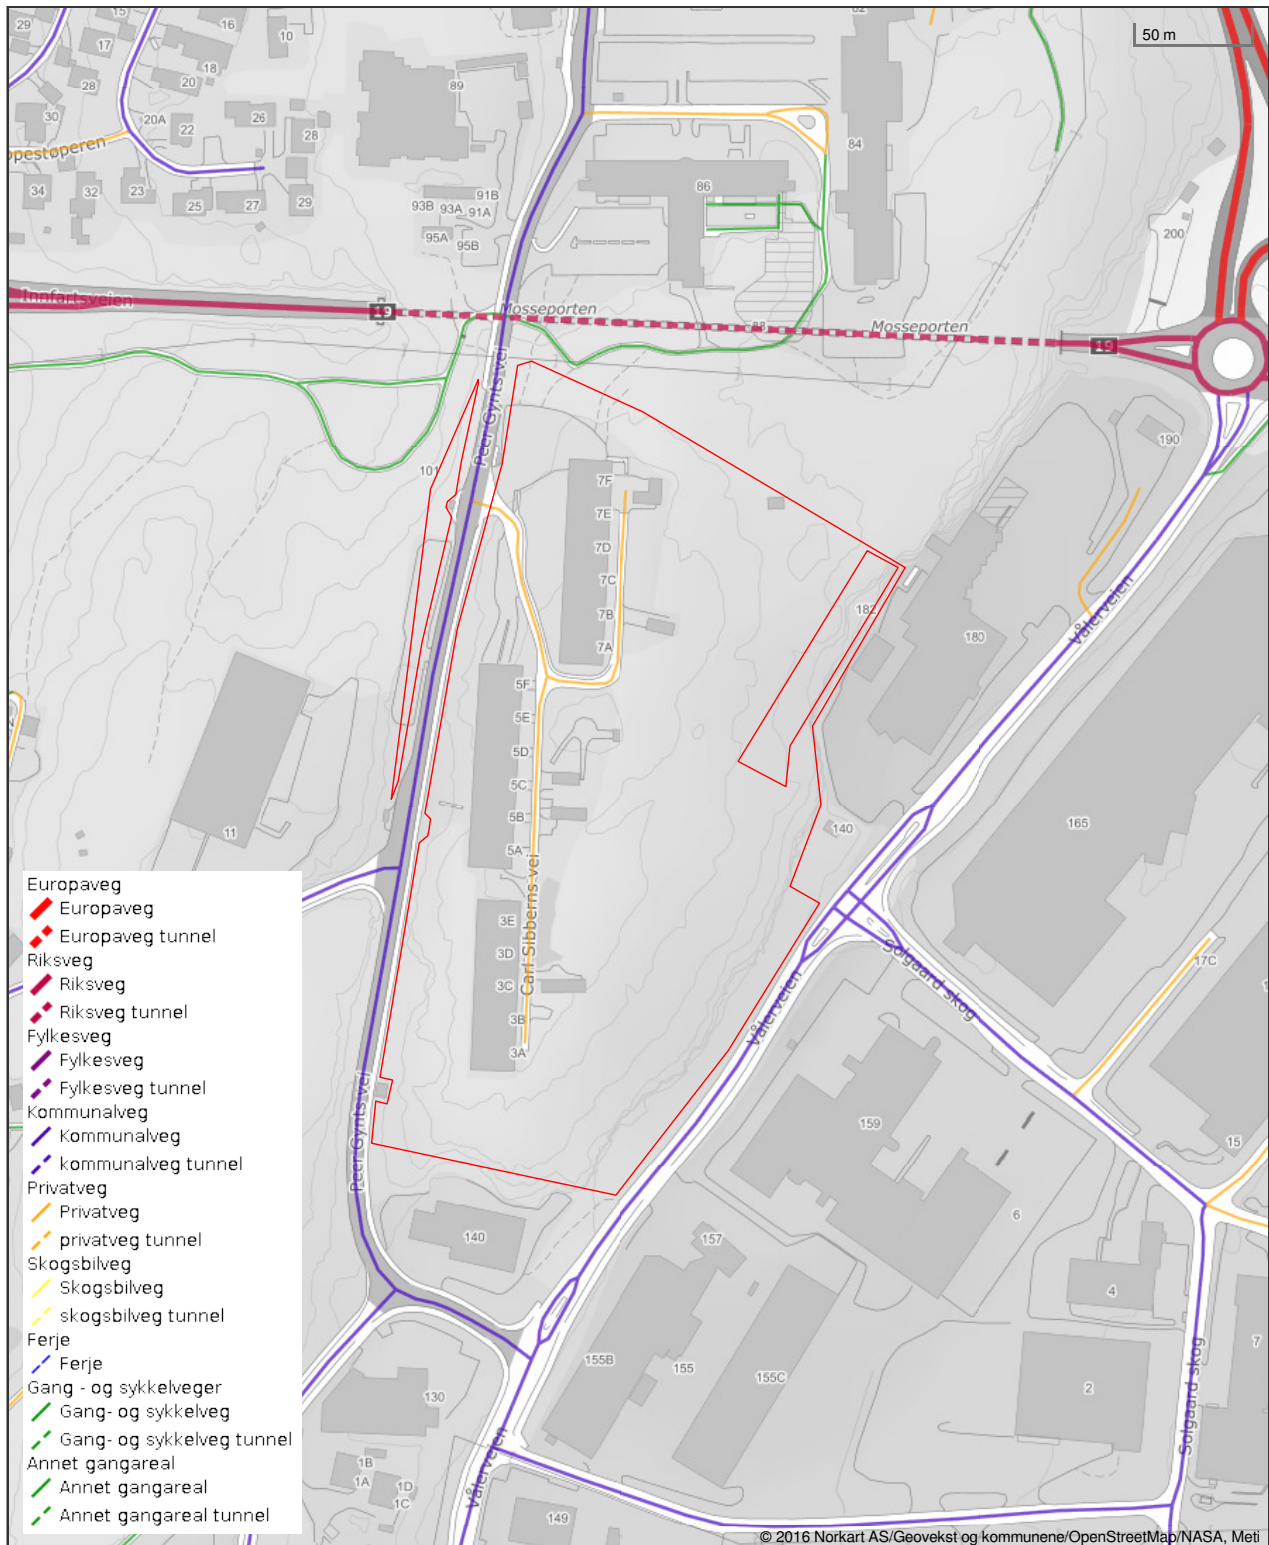 50 m
29
15
16
10
17
18
28
20
89
30
20A
22
26
28
82
84
opestøperen
34
32
23
25
27
29
93B
93A
91B
91A
95A
95B
86
200
Innfartsveien
19
Mosseporten
88
Mosseporten
19
Peer Gynts vei
101
190
7F
7E
7D
7C
7B
7A
182
180
Vålerveien
5F
5E
5D
5C
5B
5A
11
140
165
Carl Sibberns vei
3E
3D
3C
3B
3A
Solgaard skog
17C
Vålerveien
Peer Gynts vei
159
15
6
140
157
4
7
155B
155
155C
2
Solgaard skog
130
1B
1A
1D
1C
Vålerveien
149
Europaveg
Europaveg
Europaveg tunnel
Riksveg
Riksveg
Riksveg tunnel
Fylkesveg
Fylkesveg
Fylkesveg tunnel
Kommunalveg
Kommunalveg
kommunalveg tunnel
Privatveg
Privatveg
privatveg tunnel
Skogsbilveg
Skogsbilveg
skogsbilveg tunnel
Ferje
Ferje
Gang - og sykkelveger
Gang- og sykkelveg
Gang- og sykkelveg tunnel
Annet gangareal
Annet gangareal
Annet gangareal tunnel
© 2016 Norkart AS/Geovekst og kommunene/OpenStreetMap/NASA, Meti